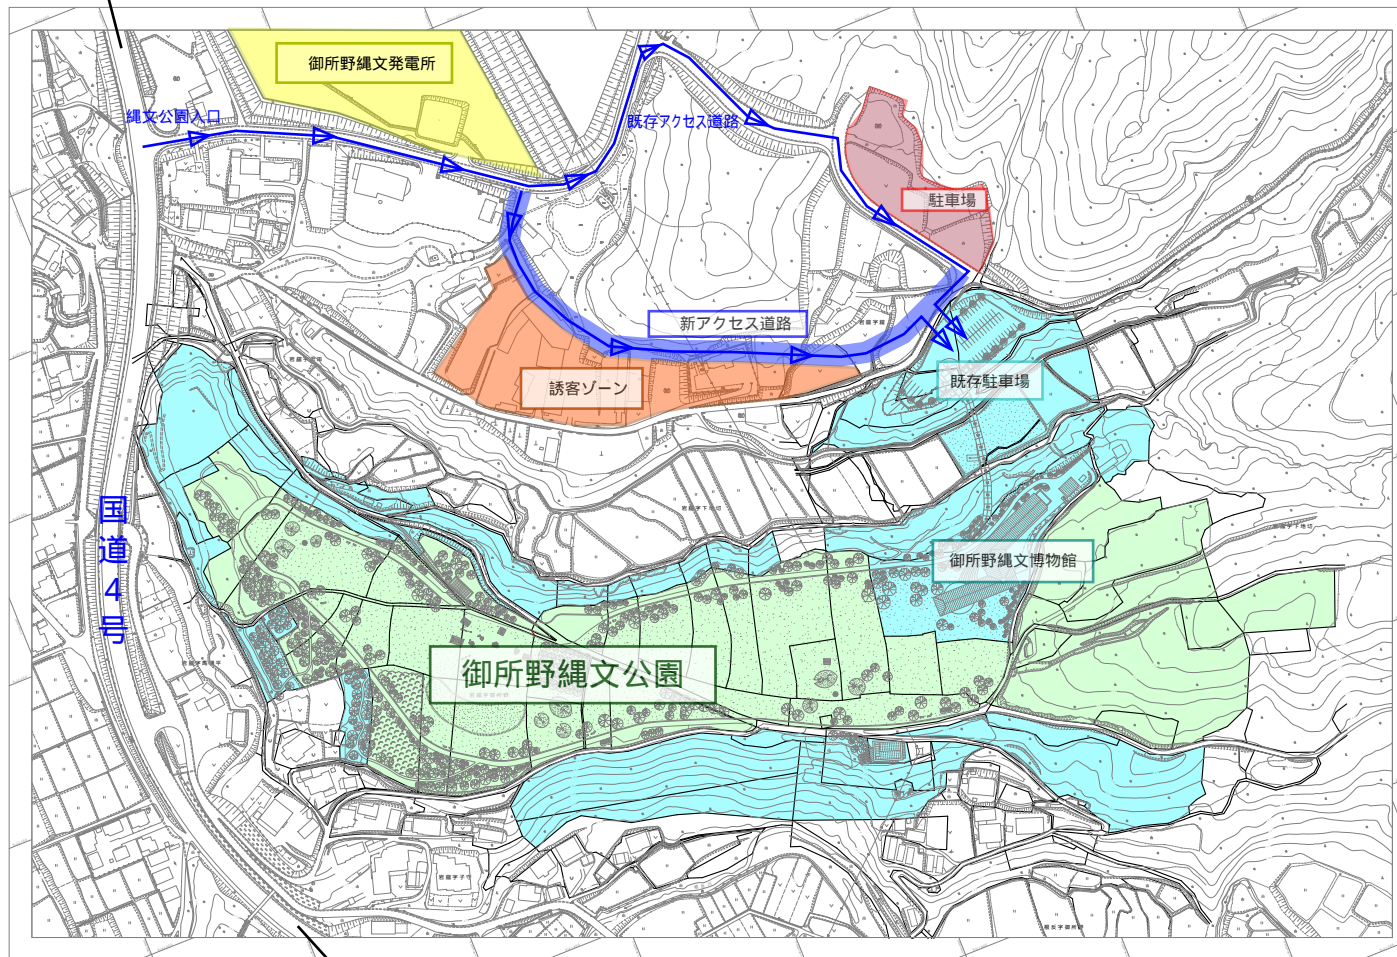 御所野縄文発電所
縄文公園入口
既存アクセス道路
駐車場
新アクセス道路
既存駐車場
誘客ゾーン
国道4号
御所野縄文博物館
御所野縄文公園